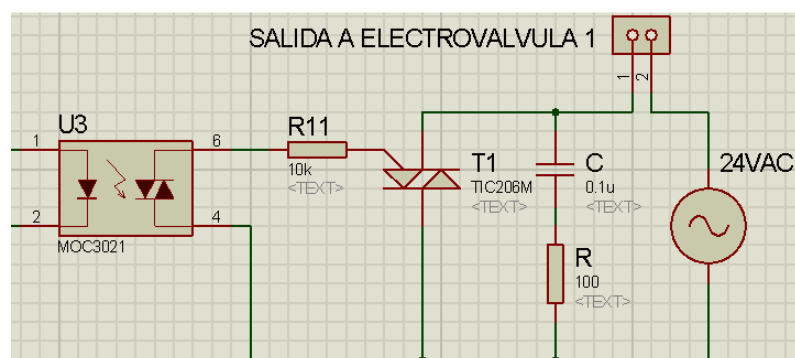 SALIDA A ELECTROVALVULA 1
1
2
U3
1
6
2
4
MOC3021
R11
10k
<TEXT>
T1
TIC206M
<TEXT>
C
0.1u
<TEXT>
R
100
<TEXT>
24VAC